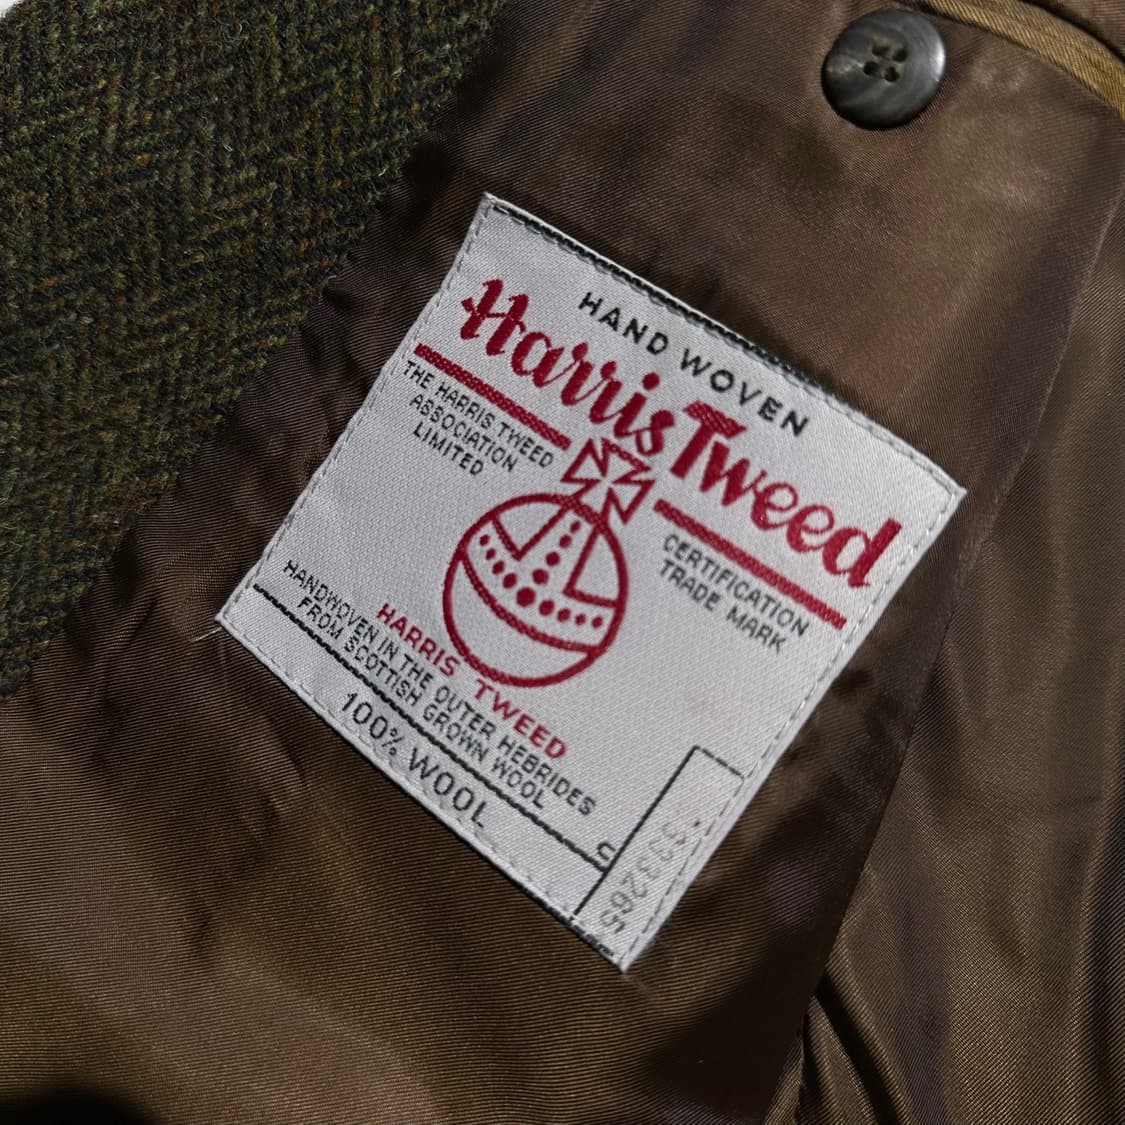 HAND WOVEN
Harris Tweed
THE HARRIS TWEED
ASSOCIATION
LIMITED
CERTIFICATION
TRADE MARK
HARRIS TWEED
HANDWOVEN IN THE OUTER HEBRIDES
FROM SCOTTISH GROWN WOOL
100% WOOL